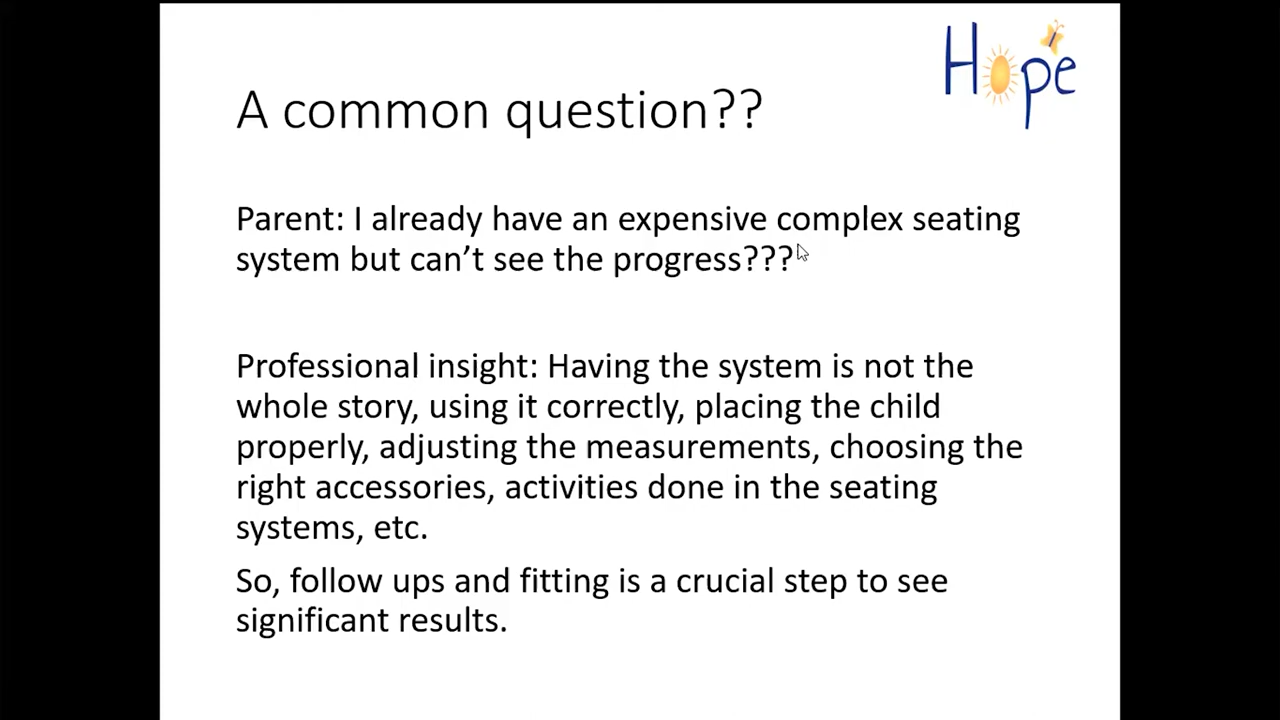 Hope
A common question??
Parent: I already have an expensive complex seating
system but can’t see the progress???
Professional insight: Having the system is not the
whole story, using it correctly, placing the child
properly, adjusting the measurements, choosing the
right accessories, activities done in the seating
systems, etc.
So, follow ups and fitting is a crucial step to see
significant results.